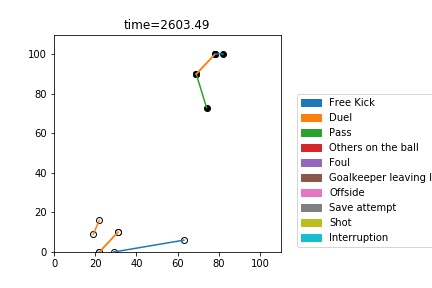 time=2603.49
100
80
60
40
20
0
0 20 40 60 80 100
Free Kick
Duel
Pass
Others on the ball
Foul
Goalkeeper leaving l
Offside
Save attempt
Shot
Interruption